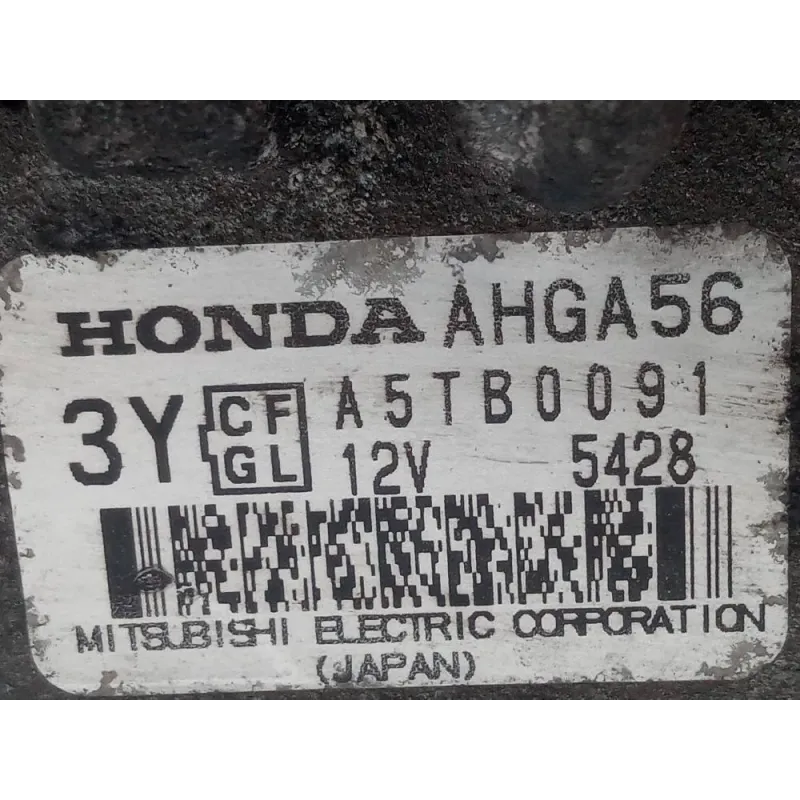 HONDA AHGA56
3Y CF GL A5TB0091
12V 5428
MITSUBISHI ELECTRIC CORPORATION
(JAPAN)